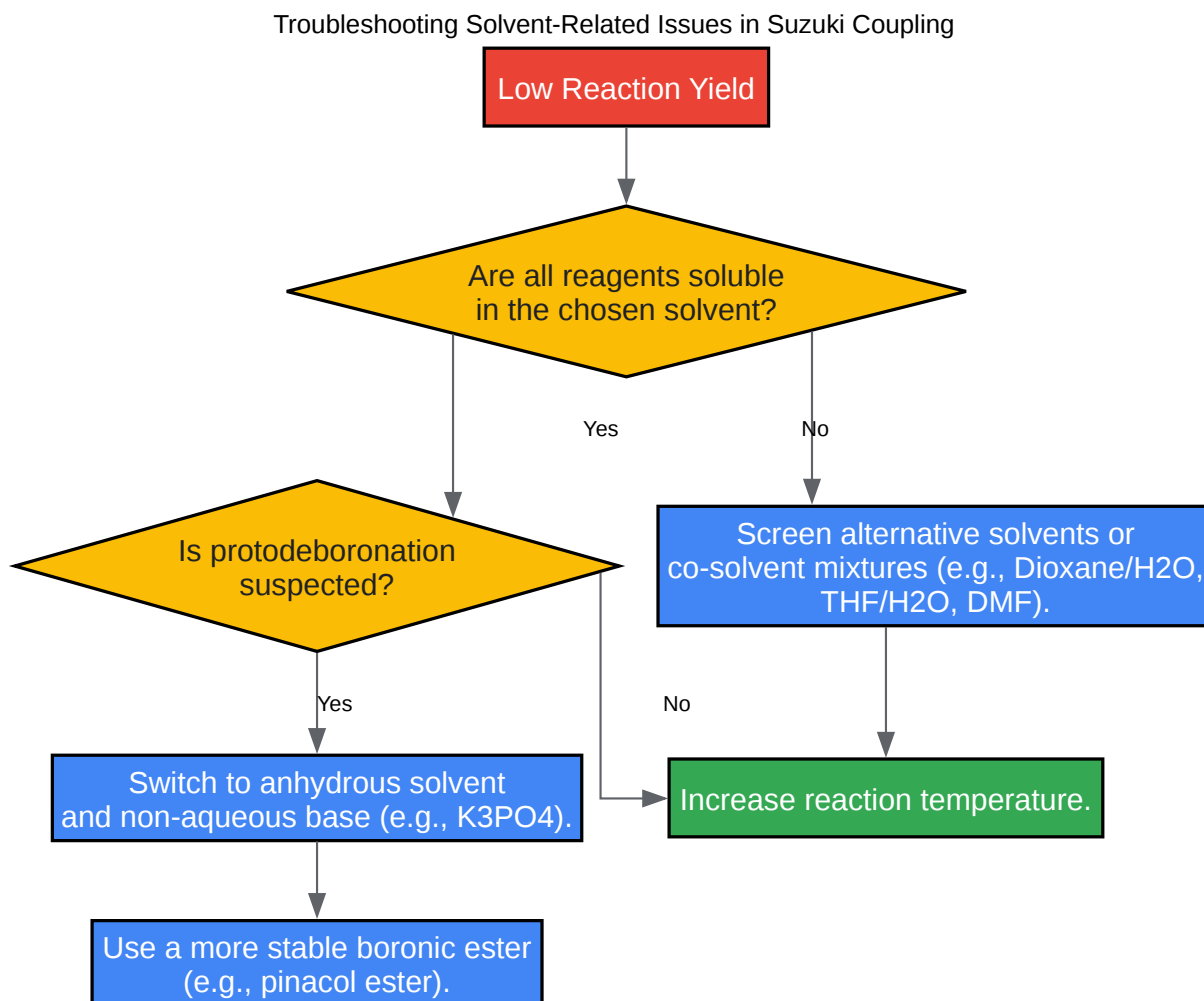 Troubleshooting Solvent-Related Issues in Suzuki Coupling
Low Reaction Yield
Are all reagents soluble
in the chosen solvent?
Yes
No
Is protodeboronation
suspected?
Screen alternative solvents or
co-solvent mixtures (e.g., Dioxane/H2O,
THF/H2O, DMF).
Yes
No
Switch to anhydrous solvent
and non-aqueous base (e.g., K3PO4).
Increase reaction temperature.
Use a more stable boronic ester
(e.g., pinacol ester).